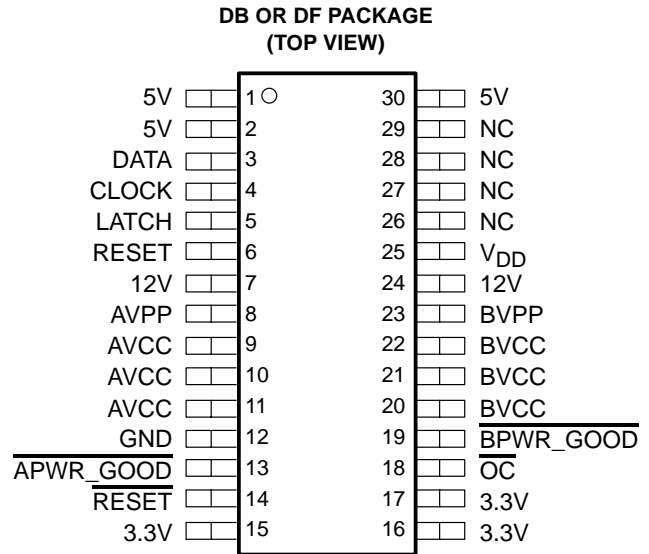 DB OR DF PACKAGE
(TOP VIEW)
5V 1 30 5V
5V 2 29 NC
DATA 3 28 NC
CLOCK 4 27 NC
LATCH 5 26 NC
RESET 6 25 VDD
12V 7 24 12V
AVPP 8 23 BVPP
AVCC 9 22 BVCC
AVCC 10 21 BVCC
AVCC 11 20 BVCC
GND 12 19 BPWR_GOOD
APWR_GOOD 13 18 OC
RESET 14 17 3.3V
3.3V 15 16 3.3V